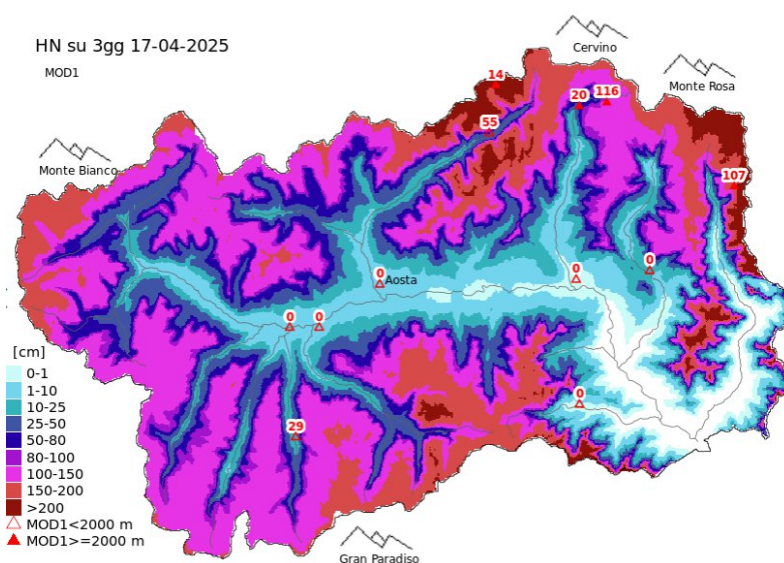 HN su 3gg 17-04-2025
MOD1
Cervino
Monte Rosa
Monte Bianco
14
20
116
55
107
0
Aosta
0
0
0
0
0
29
[cm]
0-1
1-10
10-25
25-50
50-80
80-100
100-150
150-200
>200
MOD1<2000 m
MOD1>=2000 m
Gran Paradiso